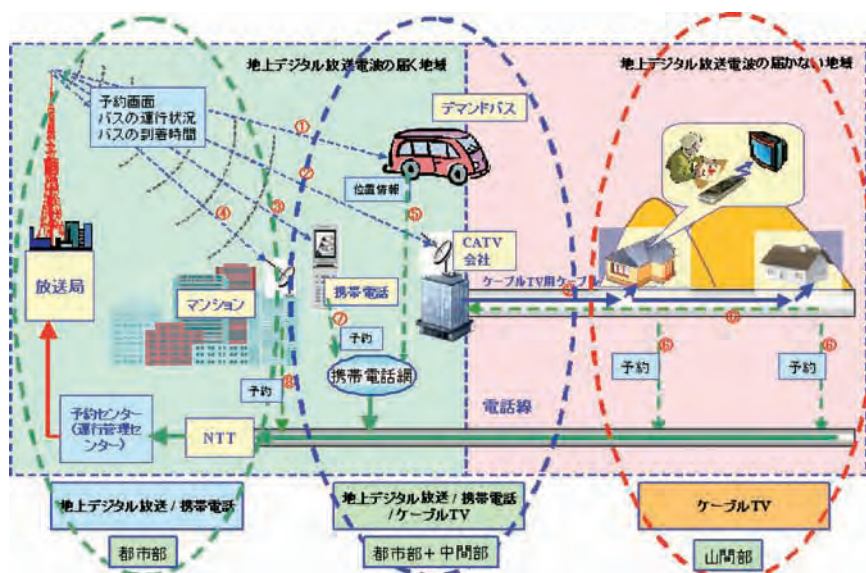 地上デジタル放送電波の届く地域
地上デジタル放送電波の届かない地域
予約画面
バスの運行状況
バスの到着時間
デマンドバス
①
②
③
④
位置情報
⑤
CATV
会社
放送局
マンション
携帯電話
ケーブルTV用ケーブル
⑦
予約
⑥
予約
⑥
予約
⑧
予約
携帯電話網
電話線
予約センター
(運行管理セ
ンター)
NTT
地上デジタル放送/携帯電話
地上デジタル放送/携帯電話
/ケーブルTV
ケーブルTV
都市部
都市部+中間部
山間部